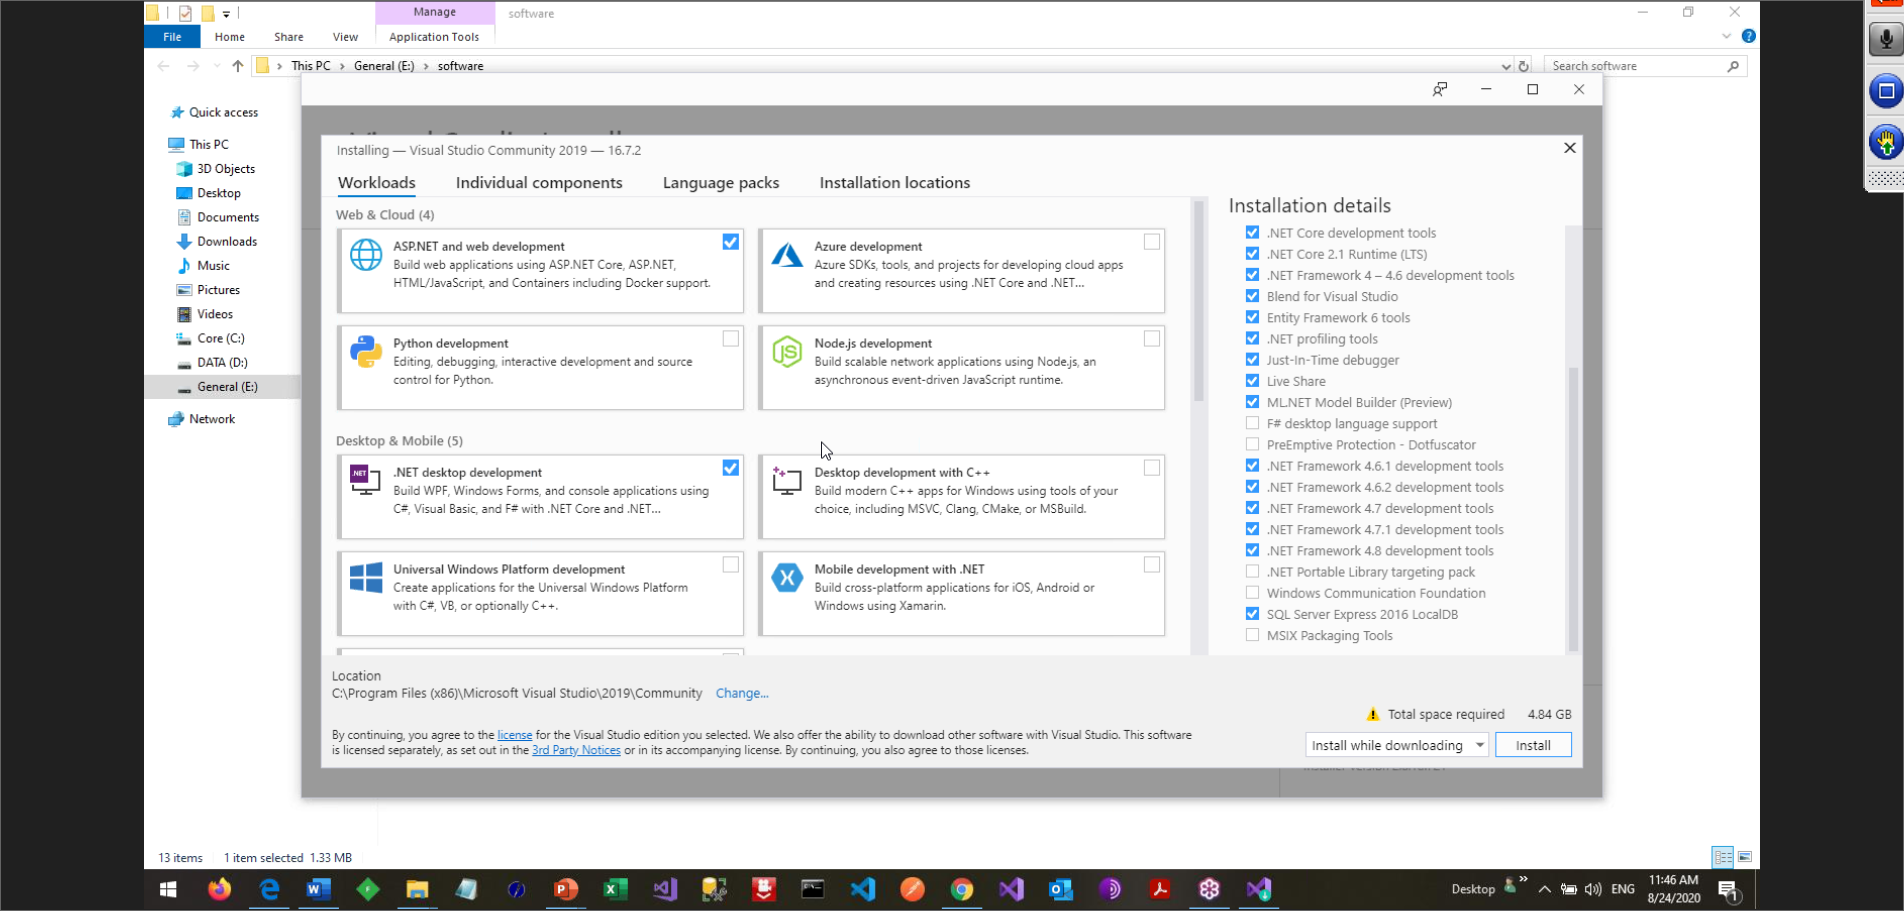 Manage
software
File
Home
Share
View
Application Tools
This PC
General (E:)
software
Search software
Quick access
This PC
3D Objects
Desktop
Documents
Downloads
Music
Pictures
Videos
Core (C:)
DATA (D:)
General (E:)
Network
Installing — Visual Studio Community 2019 — 16.7.2
Workloads
Individual components
Language packs
Installation locations
Web & Cloud (4)
ASP.NET and web development
Build web applications using ASP.NET Core, ASP.NET,
HTML/JavaScript, and Containers including Docker support.
Azure development
Azure SDKs, tools, and projects for developing cloud apps
and creating resources using .NET Core and .NET...
Python development
Editing, debugging, interactive development and source
control for Python.
Node.js development
Build scalable network applications using Node.js, an
asynchronous event-driven JavaScript runtime.
Desktop & Mobile (5)
.NET desktop development
Build WPF, Windows Forms, and console applications using
C#, Visual Basic, and F# with .NET Core and .NET...
Desktop development with C++
Build modern C++ apps for Windows using tools of your
choice, including MSVC, Clang, CMake, or MSBuild.
Universal Windows Platform development
Create applications for the Universal Windows Platform
with C#, VB, or optionally C++.
Mobile development with .NET
Build cross-platform applications for iOS, Android or
Windows using Xamarin.
Installation details
.NET Core development tools
.NET Core 2.1 Runtime (LTS)
.NET Framework 4 – 4.6 development tools
Blend for Visual Studio
Entity Framework 6 tools
.NET profiling tools
Just-In-Time debugger
Live Share
ML.NET Model Builder (Preview)
F# desktop language support
PreEmptive Protection - Dotfuscator
.NET Framework 4.6.1 development tools
.NET Framework 4.6.2 development tools
.NET Framework 4.7 development tools
.NET Framework 4.7.1 development tools
.NET Framework 4.8 development tools
.NET Portable Library targeting pack
Windows Communication Foundation
SQL Server Express 2016 LocalDB
MSIX Packaging Tools
Location
C:\Program Files (x86)\Microsoft Visual Studio\2019\Community Change...
Total space required 4.84 GB
By continuing, you agree to the license for the Visual Studio edition you selected. We also offer the ability to download other software with Visual Studio. This software
is licensed separately, as set out in the 3rd Party Notices or in its accompanying license. By continuing, you also agree to those licenses.
Install while downloading
Install
13 items
1 item selected 1.33 MB
Desktop
ENG
11:46 AM
8/24/2020